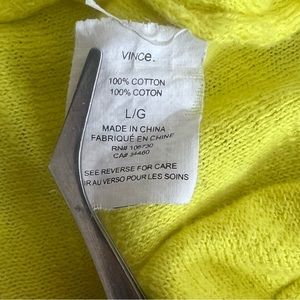 VINCE.
100% COTTON
100% COTON
L/G
MADE IN CHINA
FABRIQUÉ EN CHINE
RN# 106730
CA# 34460
SEE REVERSE FOR CARE
IR AU VERSO POUR LES SOINS